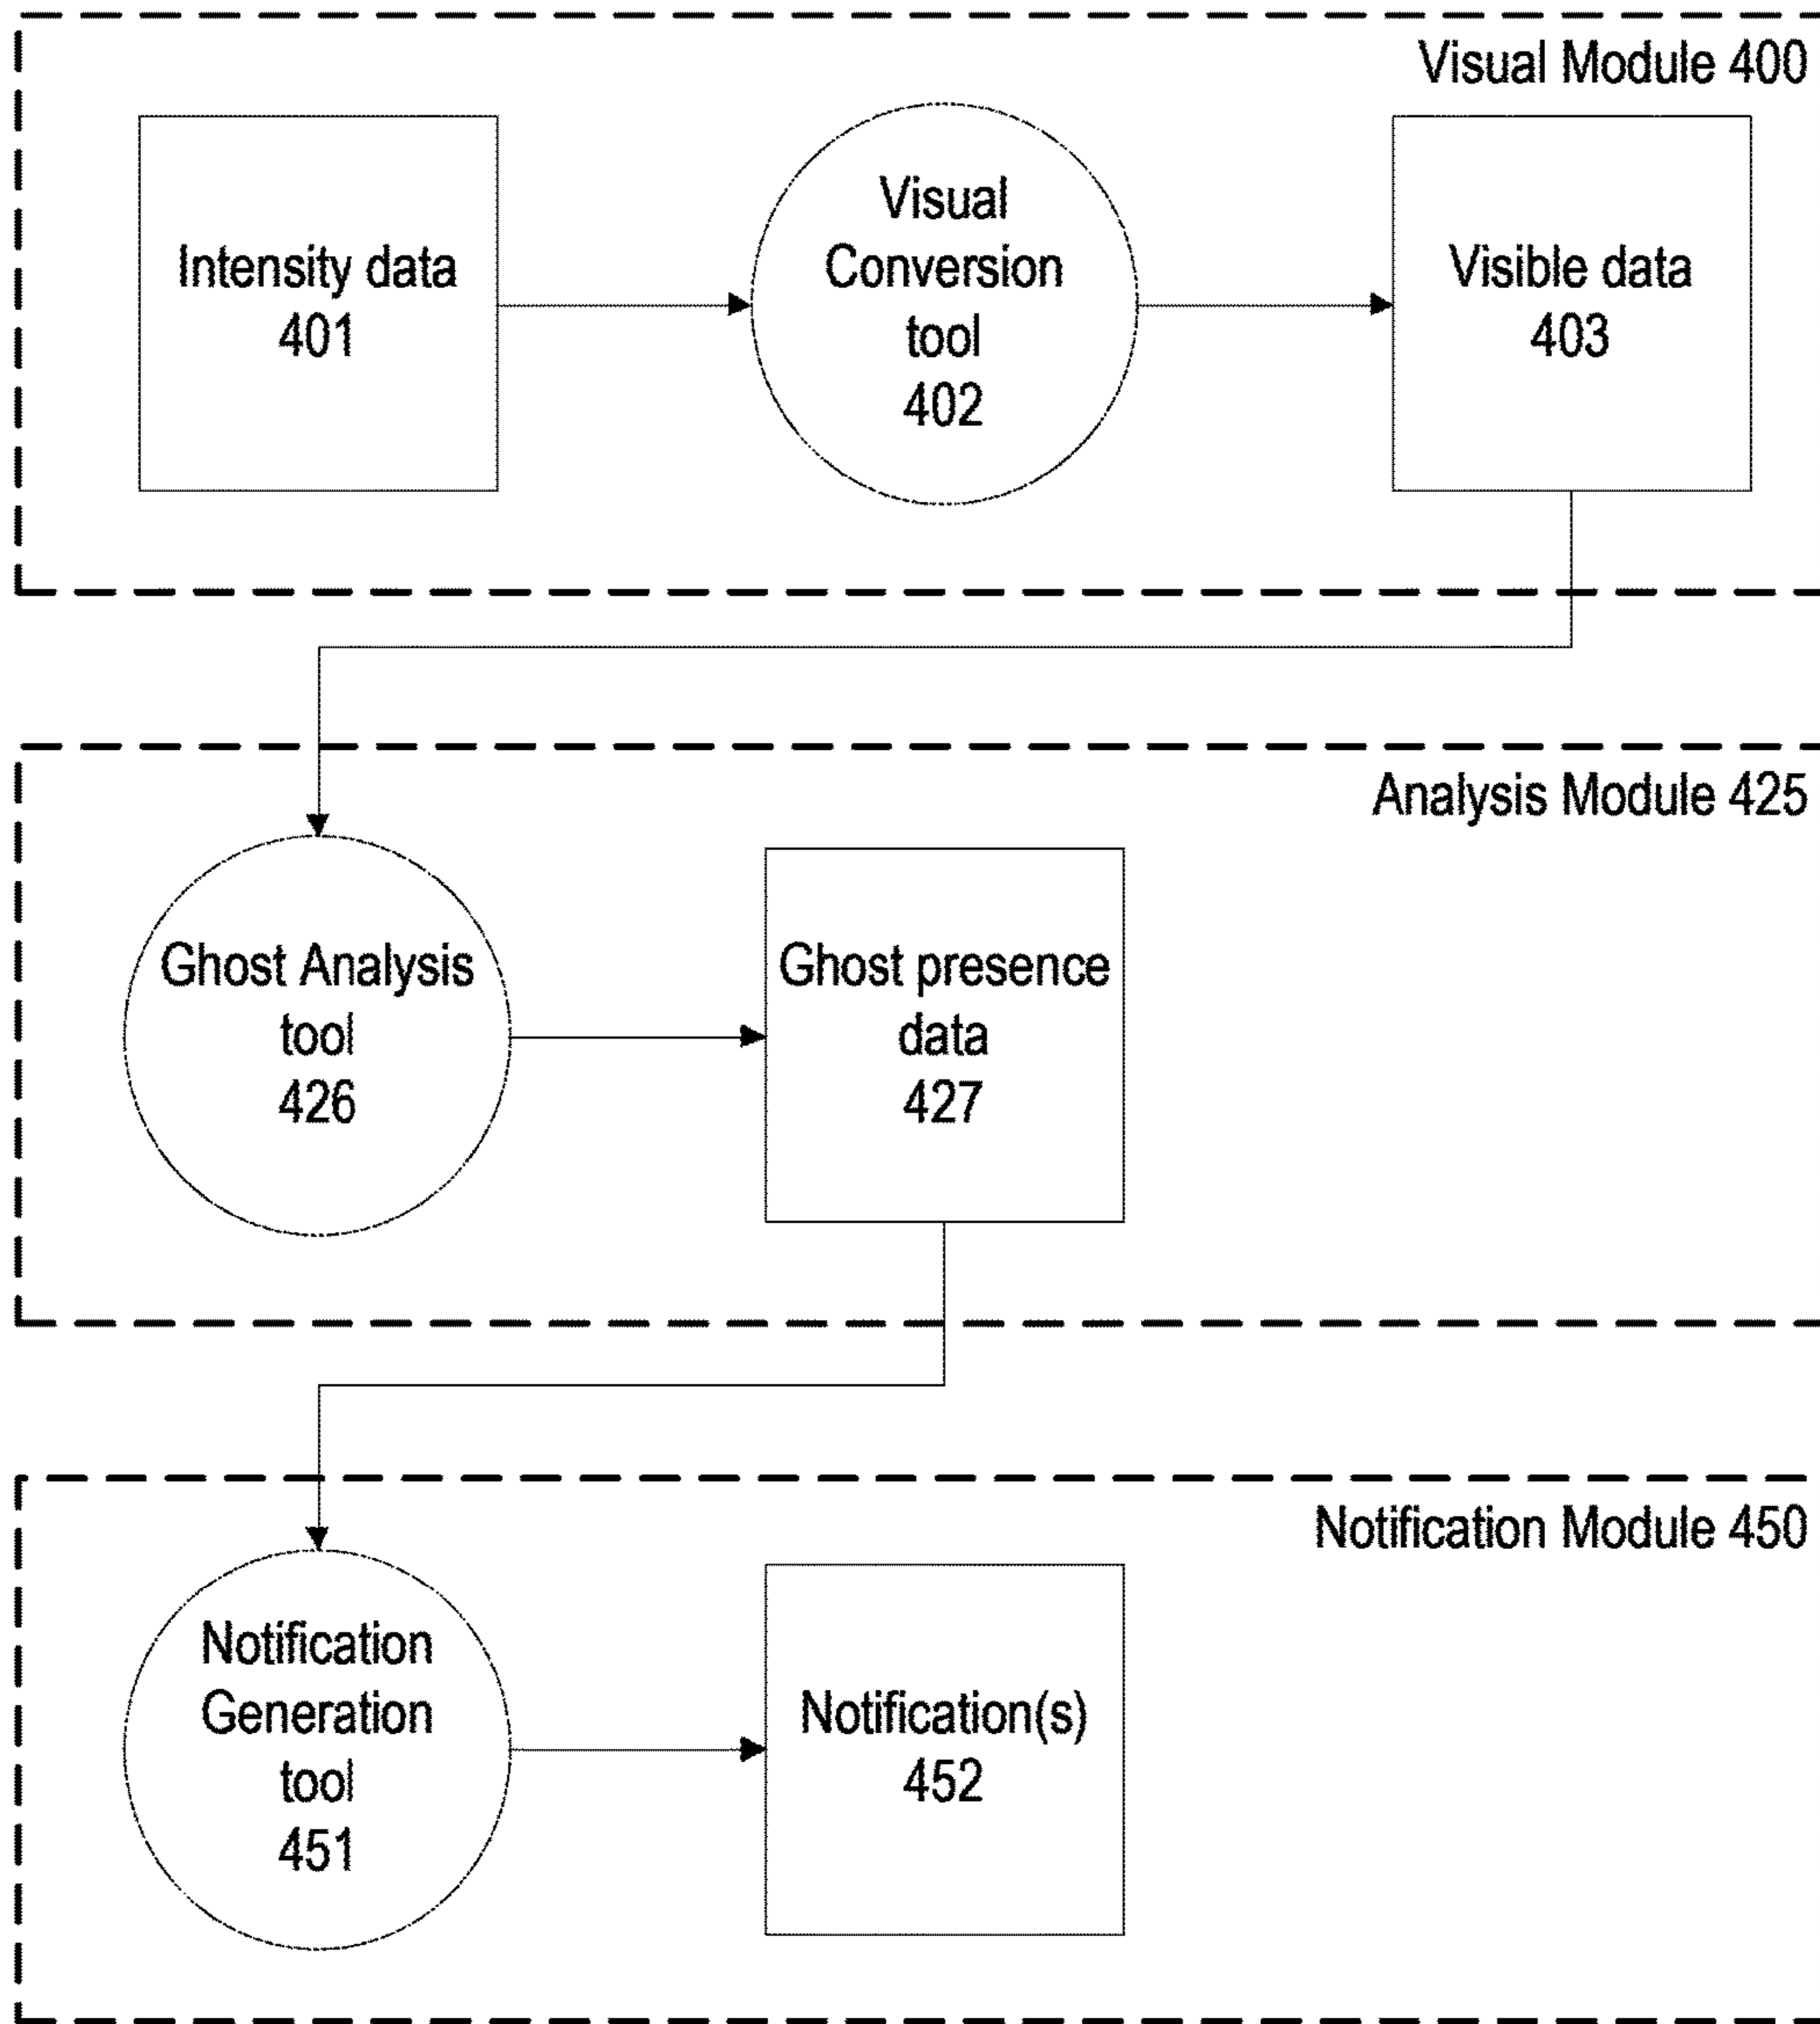 Visual Module 400
Intensity data
401
Visual
Conversion
tool
402
Visible data
403
Analysis Module 425
Ghost Analysis
tool
426
Ghost presence
data
427
Notification Module 450
Notification
Generation
tool
451
Notification(s)
452